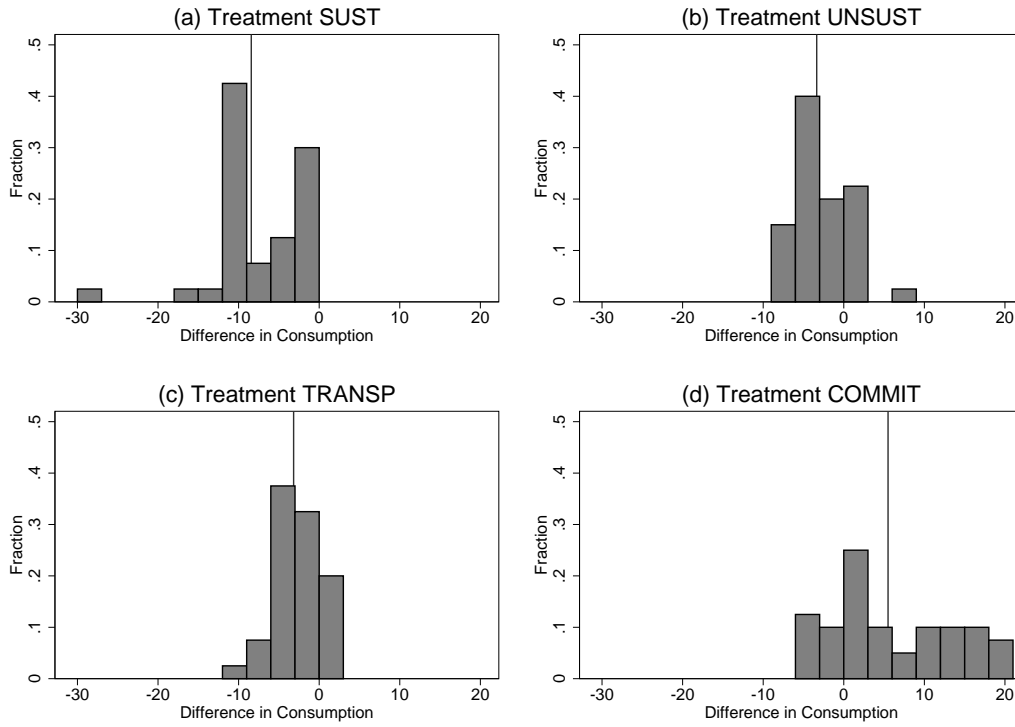 (a) Treatment SUST
.5
.4
.3
.2
.1
0
Fraction
-30 -20 -10 0 10 20
Difference in Consumption
(b) Treatment UNSUST
.5
.4
.3
.2
.1
0
Fraction
-30 -20 -10 0 10 20
Difference in Consumption
(c) Treatment TRANSP
.5
.4
.3
.2
.1
0
Fraction
-30 -20 -10 0 10 20
Difference in Consumption
(d) Treatment COMMIT
.5
.4
.3
.2
.1
0
Fraction
-30 -20 -10 0 10 20
Difference in Consumption